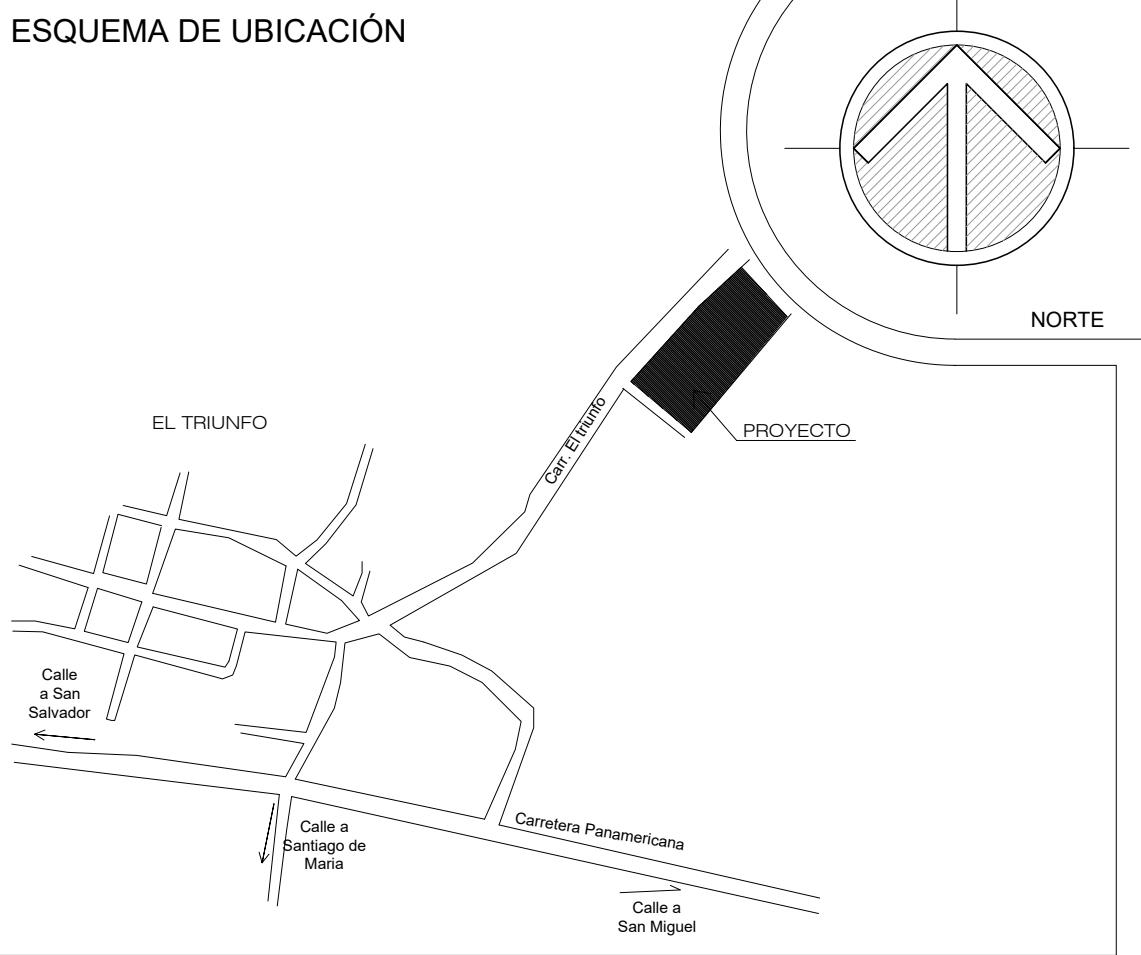 ESQUEMA DE UBICACIÓN
NORTE
EL TRIUNFO
Carr. El triunfo
PROYECTO
Calle
a San
Salvador
Calle a
Santiago de
Maria
Carretera Panamericana
Calle a
San Miguel